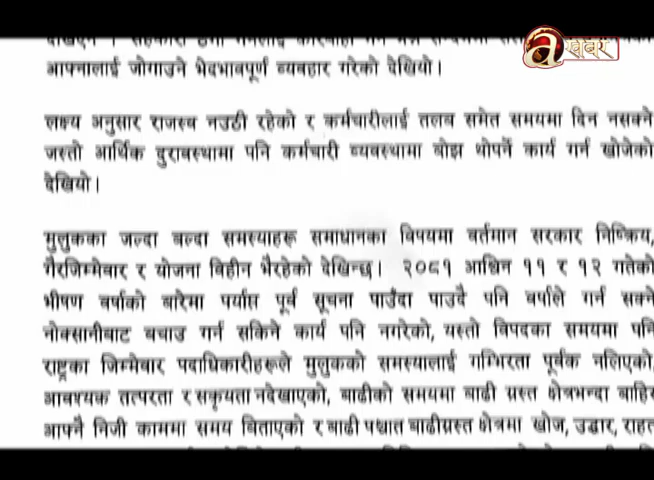 a खबर
आफ्नालाई जोगाउने भेदभावपूर्ण व्यवहार गरेको देखियो।
लक्ष्य अनुसार राजस्व नउठी रहेको र कर्मचारीलाई तलब समेत समयमा दिन नसक्ने
जस्तो आर्थिक दुरावस्थामा पनि कर्मचारी व्यवस्थामा बोझ थोपर्ने कार्य गर्न खोजेको
देखियो।
मुलुकका जल्दा बल्दा समस्याहरू समाधानका विषयमा वर्तमान सरकार निष्क्रिय,
गैरजिम्मेवार र योजना विहीन भैरहेको देखिन्छ। २०८१ आश्विन ११ र १२ गतेको
भीषण वर्षाको बारेमा पर्याप्त पूर्व सूचना पाउँदा पाउदै पनि वर्षाले गर्न सक्ने
नोक्सानीबाट बचाउ गर्न सकिने कार्य पनि नगरेको, यस्तो विपदका समयमा पनि
राष्ट्रका जिम्मेवार पदाधिकारीहरूले मुलुकको समस्यालाई गम्भिरता पूर्वक नलिएको,
आवश्यक तत्परता र सकृयता नदेखाएको, बाढीको समयमा बाढी ग्रस्त क्षेत्रभन्दा बाहिर
आफ्नै निजी काममा समय बिताएको र बाढी पश्चात बाढीग्रस्त क्षेत्रमा खोज, उद्धार, राहत